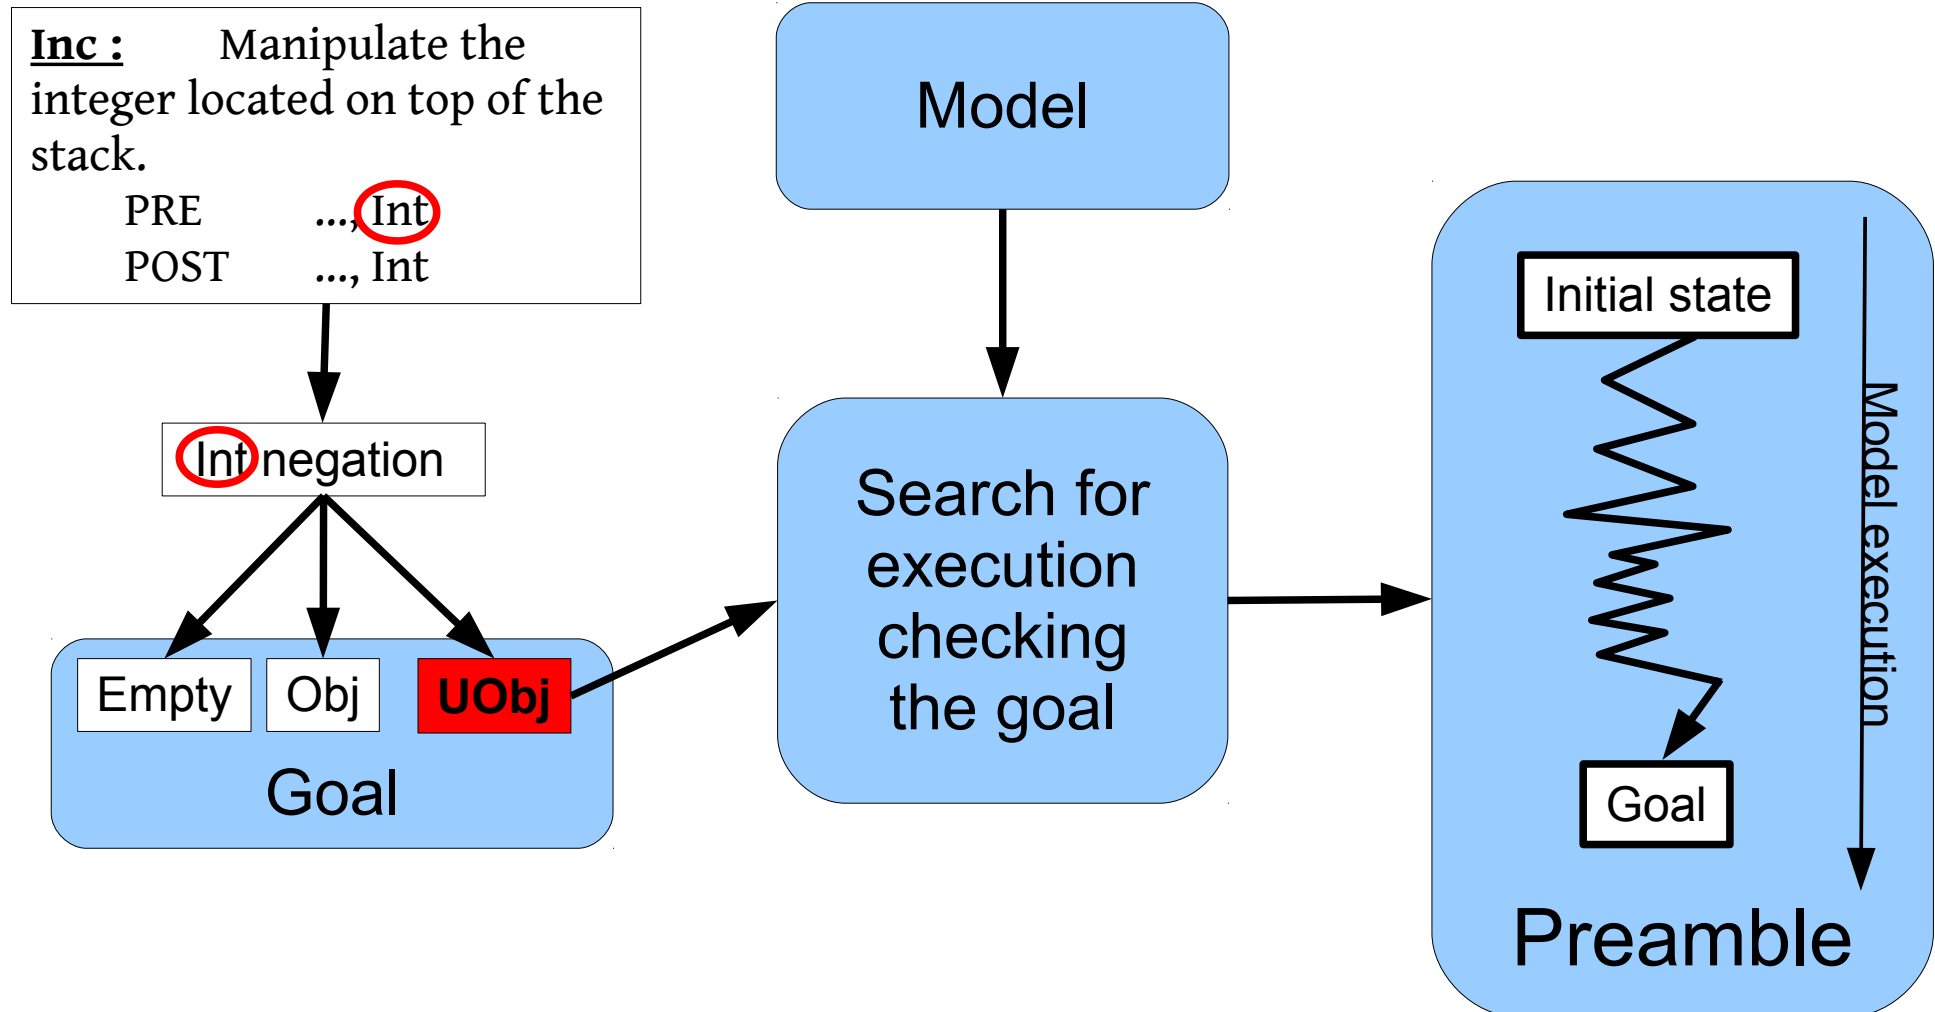 Inc : Manipulate the
integer located on top of the
stack.
PRE ..., Int
POST ..., Int
Int negation
Empty Obj UObj
Goal
Model
Search for
execution
checking
the goal
Initial state
Model execution
Goal
Preamble